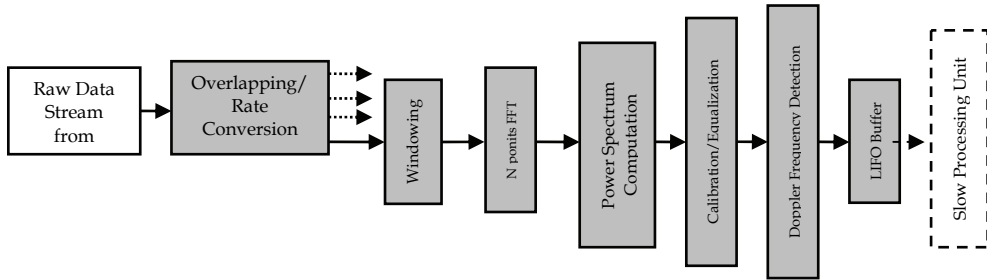 Raw Data
Stream
from
Overlapping/
Rate
Conversion
Windowing
N ponits FFT
Power Spectrum
Computation
Calibration/Equalization
Doppler Frequency Detection
LIFO Buffer
Slow Processing Unit